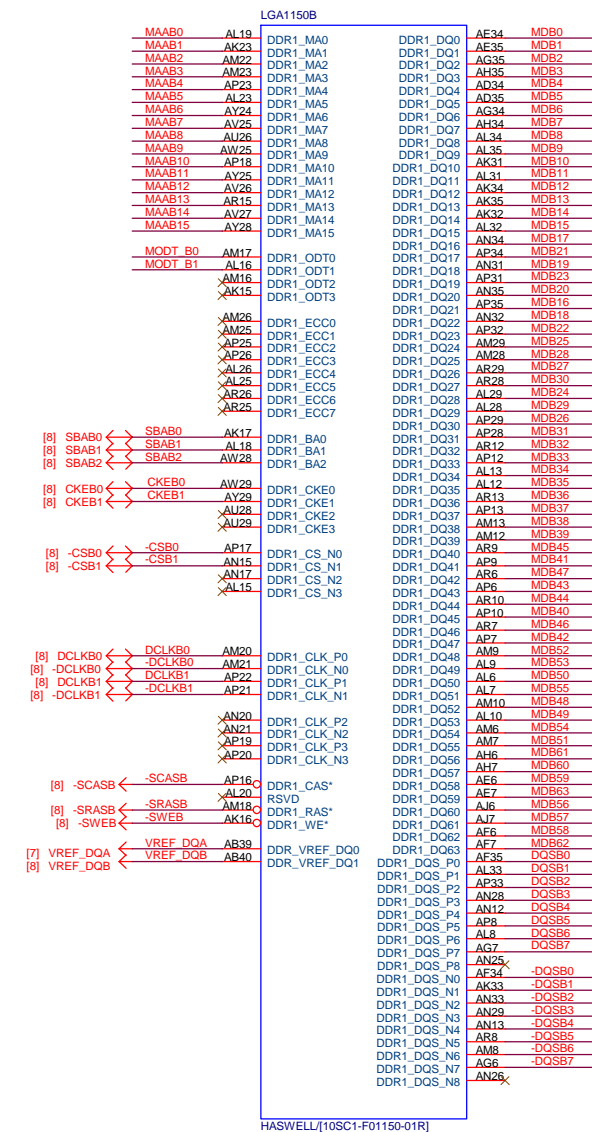 LGA1150B
MAAB0 AL19 DDR1_MA0
MAAB1 AK23 DDR1_MA1
MAAB2 AM22 DDR1_MA2
MAAB3 AM23 DDR1_MA3
MAAB4 AP23 DDR1_MA4
MAAB5 AL23 DDR1_MA5
MAAB6 AY24 DDR1_MA6
MAAB7 AV25 DDR1_MA7
MAAB8 AU26 DDR1_MA8
MAAB9 AW25 DDR1_MA9
MAAB10 AP18 DDR1_MA10
MAAB11 AY25 DDR1_MA11
MAAB12 AV26 DDR1_MA12
MAAB13 AR15 DDR1_MA13
MAAB14 AV27 DDR1_MA14
MAAB15 AY28 DDR1_MA15
MODT_B0 AM17 DDR1_ODT0
MODT_B1 AL16 DDR1_ODT1
AM16 DDR1_ODT2
AK15 DDR1_ODT3
AM26 DDR1_ECC0
AM25 DDR1_ECC1
AP25 DDR1_ECC2
AP26 DDR1_ECC3
AL26 DDR1_ECC4
AL25 DDR1_ECC5
AR26 DDR1_ECC6
AR25 DDR1_ECC7
[8] SBAB0 SBAB0 AK17 DDR1_BA0
[8] SBAB1 SBAB1 AL18 DDR1_BA1
[8] SBAB2 SBAB2 AW28 DDR1_BA2
[8] CKEB0 CKEB0 AW29 DDR1_CKE0
[8] CKEB1 CKEB1 AY29 DDR1_CKE1
AU28 DDR1_CKE2
AU29 DDR1_CKE3
[8] -CSB0 -CSB0 AP17 DDR1_CS_N0
[8] -CSB1 -CSB1 AN15 DDR1_CS_N1
AN17 DDR1_CS_N2
AL15 DDR1_CS_N3
[8] DCLKB0 DCLKB0 AM20 DDR1_CLK_P0
[8] -DCLKB0 -DCLKB0 AM21 DDR1_CLK_N0
[8] DCLKB1 DCLKB1 AP22 DDR1_CLK_P1
[8] -DCLKB1 -DCLKB1 AP21 DDR1_CLK_N1
AN20 DDR1_CLK_P2
AN21 DDR1_CLK_N2
AP19 DDR1_CLK_P3
AP20 DDR1_CLK_N3
[8] -SCASB -SCASB AP16 DDR1_CAS*
AL20 RSVD
[8] -SRASB -SRASB AM18 DDR1_RAS*
[8] -SWEB -SWEB AK16 DDR1_WE*
[7] VREF_DQA VREF_DQA AB39 DDR_VREF_DQ0
[8] VREF_DQB VREF_DQB AB40 DDR_VREF_DQ1
DDR1_DQ0 AE34 MDB0
DDR1_DQ1 AE35 MDB1
DDR1_DQ2 AG35 MDB2
DDR1_DQ3 AH35 MDB3
DDR1_DQ4 AD34 MDB4
DDR1_DQ5 AD35 MDB5
DDR1_DQ6 AG34 MDB6
DDR1_DQ7 AH34 MDB7
DDR1_DQ8 AL34 MDB8
DDR1_DQ9 AL35 MDB9
DDR1_DQ10 AK31 MDB10
DDR1_DQ11 AL31 MDB11
DDR1_DQ12 AK34 MDB12
DDR1_DQ13 AK35 MDB13
DDR1_DQ14 AK32 MDB14
DDR1_DQ15 AL32 MDB15
DDR1_DQ16 AN34 MDB17
DDR1_DQ17 AP34 MDB21
DDR1_DQ18 AN31 MDB19
DDR1_DQ19 AP31 MDB23
DDR1_DQ20 AN35 MDB20
DDR1_DQ21 AP35 MDB16
DDR1_DQ22 AN32 MDB18
DDR1_DQ23 AP32 MDB22
DDR1_DQ24 AM29 MDB25
DDR1_DQ25 AM28 MDB28
DDR1_DQ26 AR29 MDB27
DDR1_DQ27 AR28 MDB30
DDR1_DQ28 AL29 MDB24
DDR1_DQ29 AL28 MDB29
DDR1_DQ30 AP29 MDB26
DDR1_DQ31 AP28 MDB31
DDR1_DQ32 AR12 MDB32
DDR1_DQ33 AP12 MDB33
DDR1_DQ34 AL13 MDB34
DDR1_DQ35 AL12 MDB35
DDR1_DQ36 AR13 MDB36
DDR1_DQ37 AP13 MDB37
DDR1_DQ38 AM13 MDB38
DDR1_DQ39 AM12 MDB39
DDR1_DQ40 AR9 MDB45
DDR1_DQ41 AP9 MDB41
DDR1_DQ42 AR6 MDB47
DDR1_DQ43 AP6 MDB43
DDR1_DQ44 AR10 MDB44
DDR1_DQ45 AP10 MDB40
DDR1_DQ46 AR7 MDB46
DDR1_DQ47 AP7 MDB42
DDR1_DQ48 AM9 MDB52
DDR1_DQ49 AL9 MDB53
DDR1_DQ50 AL6 MDB50
DDR1_DQ51 AL7 MDB55
DDR1_DQ52 AM10 MDB48
DDR1_DQ53 AL10 MDB49
DDR1_DQ54 AM6 MDB54
DDR1_DQ55 AM7 MDB51
DDR1_DQ56 AH6 MDB61
DDR1_DQ57 AH7 MDB60
DDR1_DQ58 AE6 MDB59
DDR1_DQ59 AE7 MDB63
DDR1_DQ60 AJ6 MDB56
DDR1_DQ61 AJ7 MDB57
DDR1_DQ62 AF6 MDB58
DDR1_DQ63 AF7 MDB62
DDR1_DQS_P0 AF35 DQSB0
DDR1_DQS_P1 AL33 DQSB1
DDR1_DQS_P2 AP33 DQSB2
DDR1_DQS_P3 AN28 DQSB3
DDR1_DQS_P4 AN12 DQSB4
DDR1_DQS_P5 AP8 DQSB5
DDR1_DQS_P6 AL8 DQSB6
DDR1_DQS_P7 AG7 DQSB7
DDR1_DQS_P8 AN25
DDR1_DQS_N0 AF34 -DQSB0
DDR1_DQS_N1 AK33 -DQSB1
DDR1_DQS_N2 AN33 -DQSB2
DDR1_DQS_N3 AN29 -DQSB3
DDR1_DQS_N4 AN13 -DQSB4
DDR1_DQS_N5 AR8 -DQSB5
DDR1_DQS_N6 AM8 -DQSB6
DDR1_DQS_N7 AG6 -DQSB7
DDR1_DQS_N8 AN26
HASWELL/[10SC1-F01150-01R]